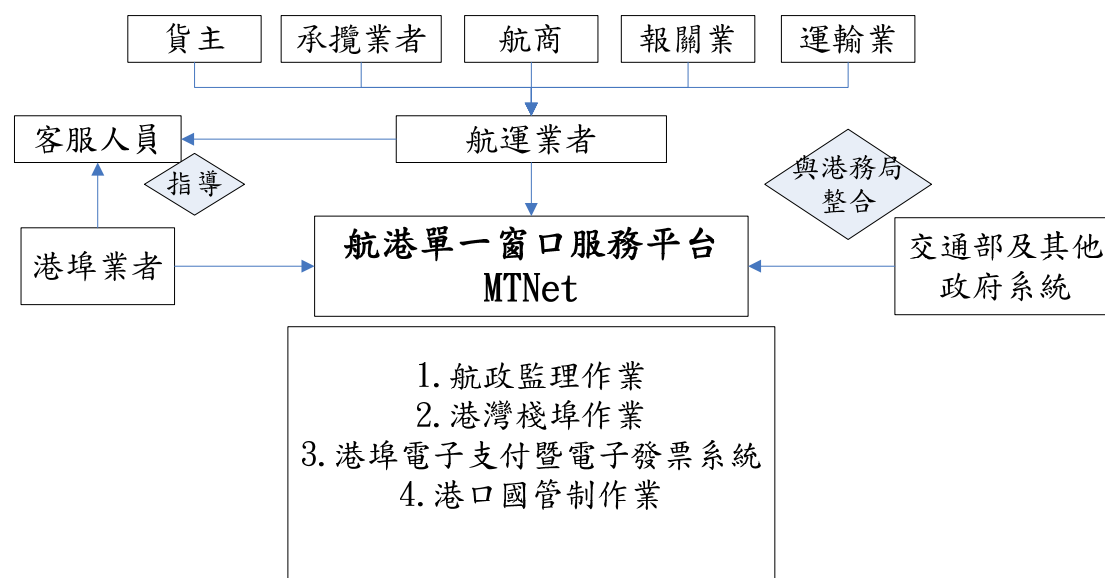 貨主
承攬業者
航商
報關業
運輸業
客服人員
航運業者
指導
與港務局
整合
港埠業者
航港單一窗口服務平台
MTNet
交通部及其他
政府系統
1.航政監理作業
2.港灣棧埠作業
3.港埠電子支付暨電子發票系統
4.港口國管制作業